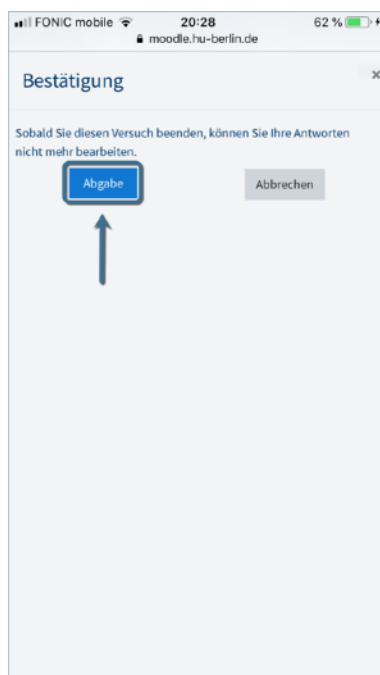 FONIC mobile 20:28 62 %
moodle.hu-berlin.de
Bestätigung ×
Sobald Sie diesen Versuch beenden, können Sie Ihre Antworten
nicht mehr bearbeiten.
Abgabe Abbrechen